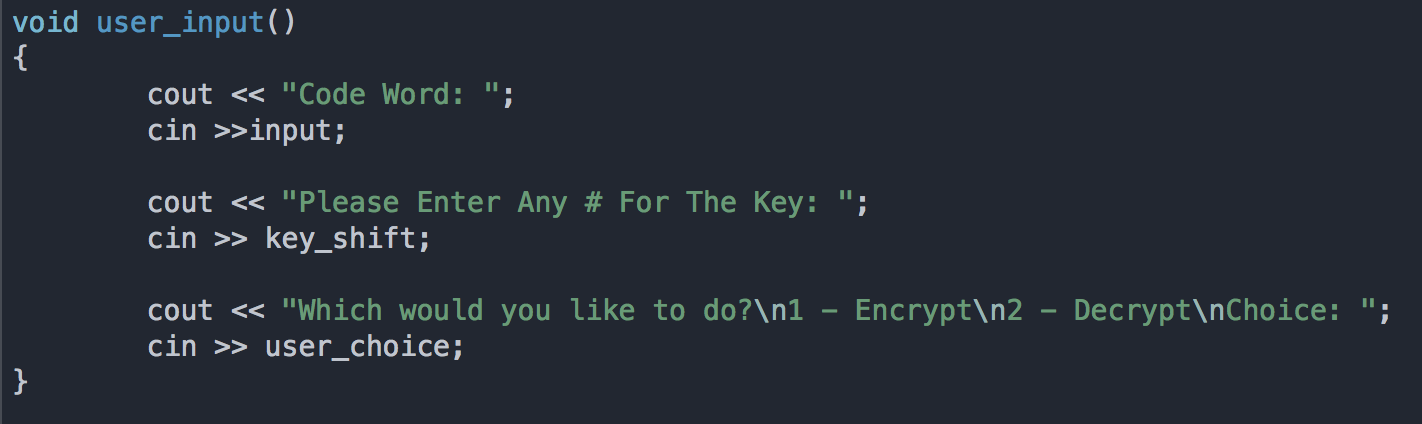 void user_input()
{
        cout << "Code Word: ";
        cin >>input;

        cout << "Please Enter Any # For The Key: ";
        cin >> key_shift;

        cout << "Which would you like to do?\n1 - Encrypt\n2 - Decrypt\nChoice: ";
        cin >> user_choice;
}